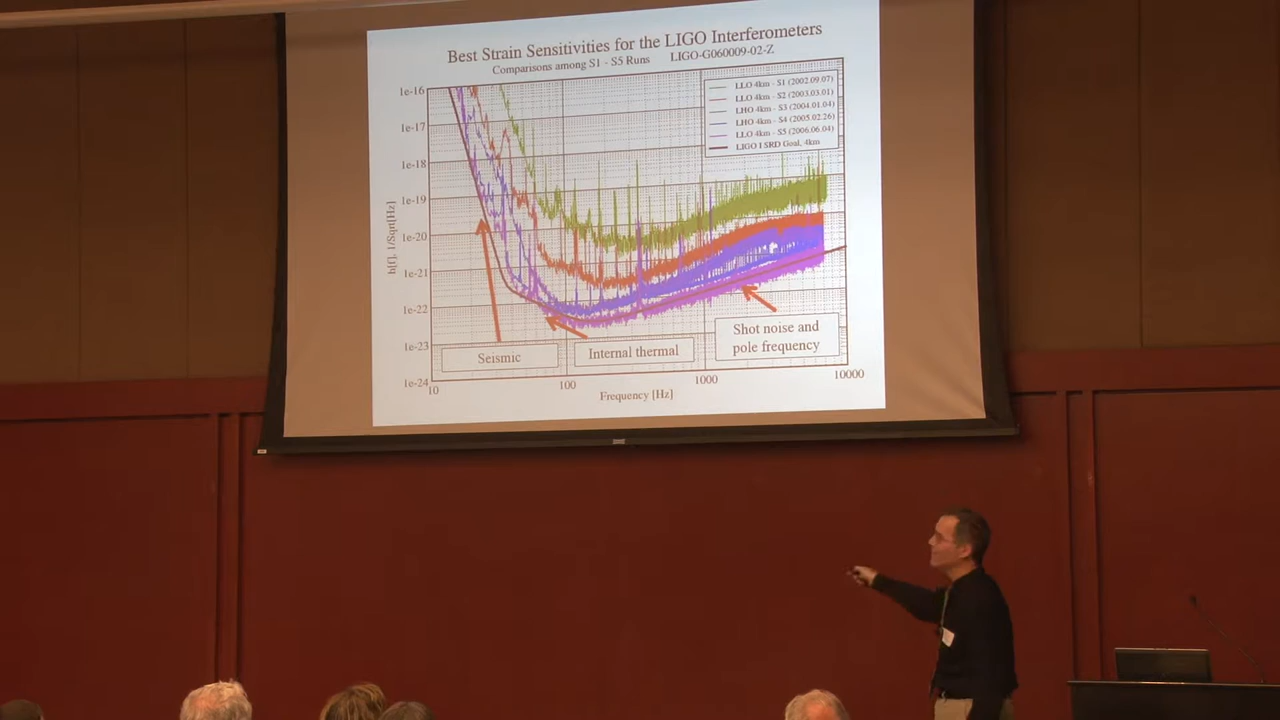 Best Strain Sensitivities for the LIGO Interferometers
Comparisons among S1 - S5 Runs LIGO-G060009-02-Z
LLO 4km - S1 (2002.09.07)
LLO 4km - S2 (2003.03.01)
LHO 4km - S3 (2004.01.04)
LHO 4km - S4 (2005.02.26)
LLO 4km - S5 (2006.06.04)
LIGO I SRD Goal, 4km
1e-16
1e-17
1e-18
1e-19
1e-20
1e-21
1e-22
1e-23
1e-24
h[f], 1/Sqrt[Hz]
Seismic
Internal thermal
Shot noise and
pole frequency
10
100
1000
10000
Frequency [Hz]